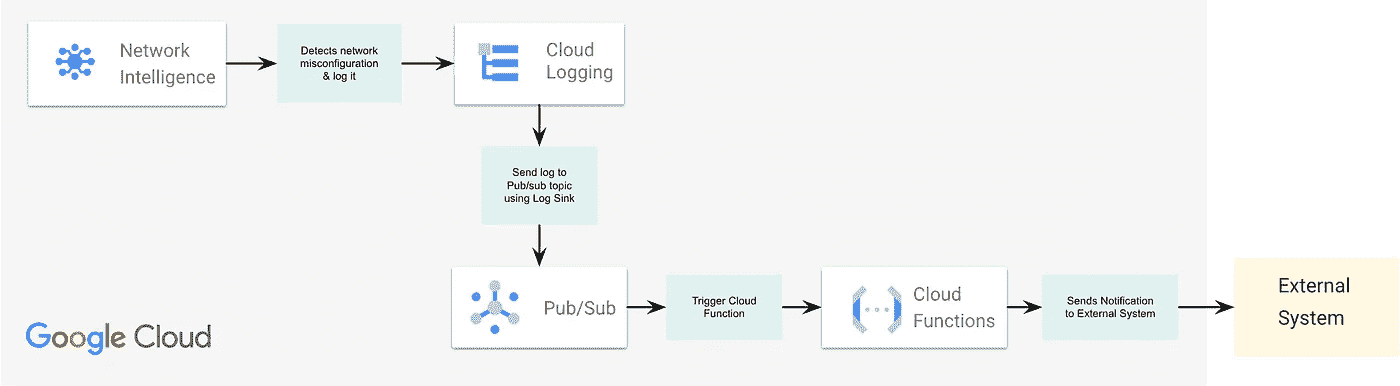 Network
Intelligence
Detects network
misconfiguration
& log it
Cloud
Logging
Send log to
Pub/sub topic
using Log Sink
Pub/Sub
Trigger Cloud
Function
Cloud
Functions
Sends Notification
to External System
External
System
Google Cloud